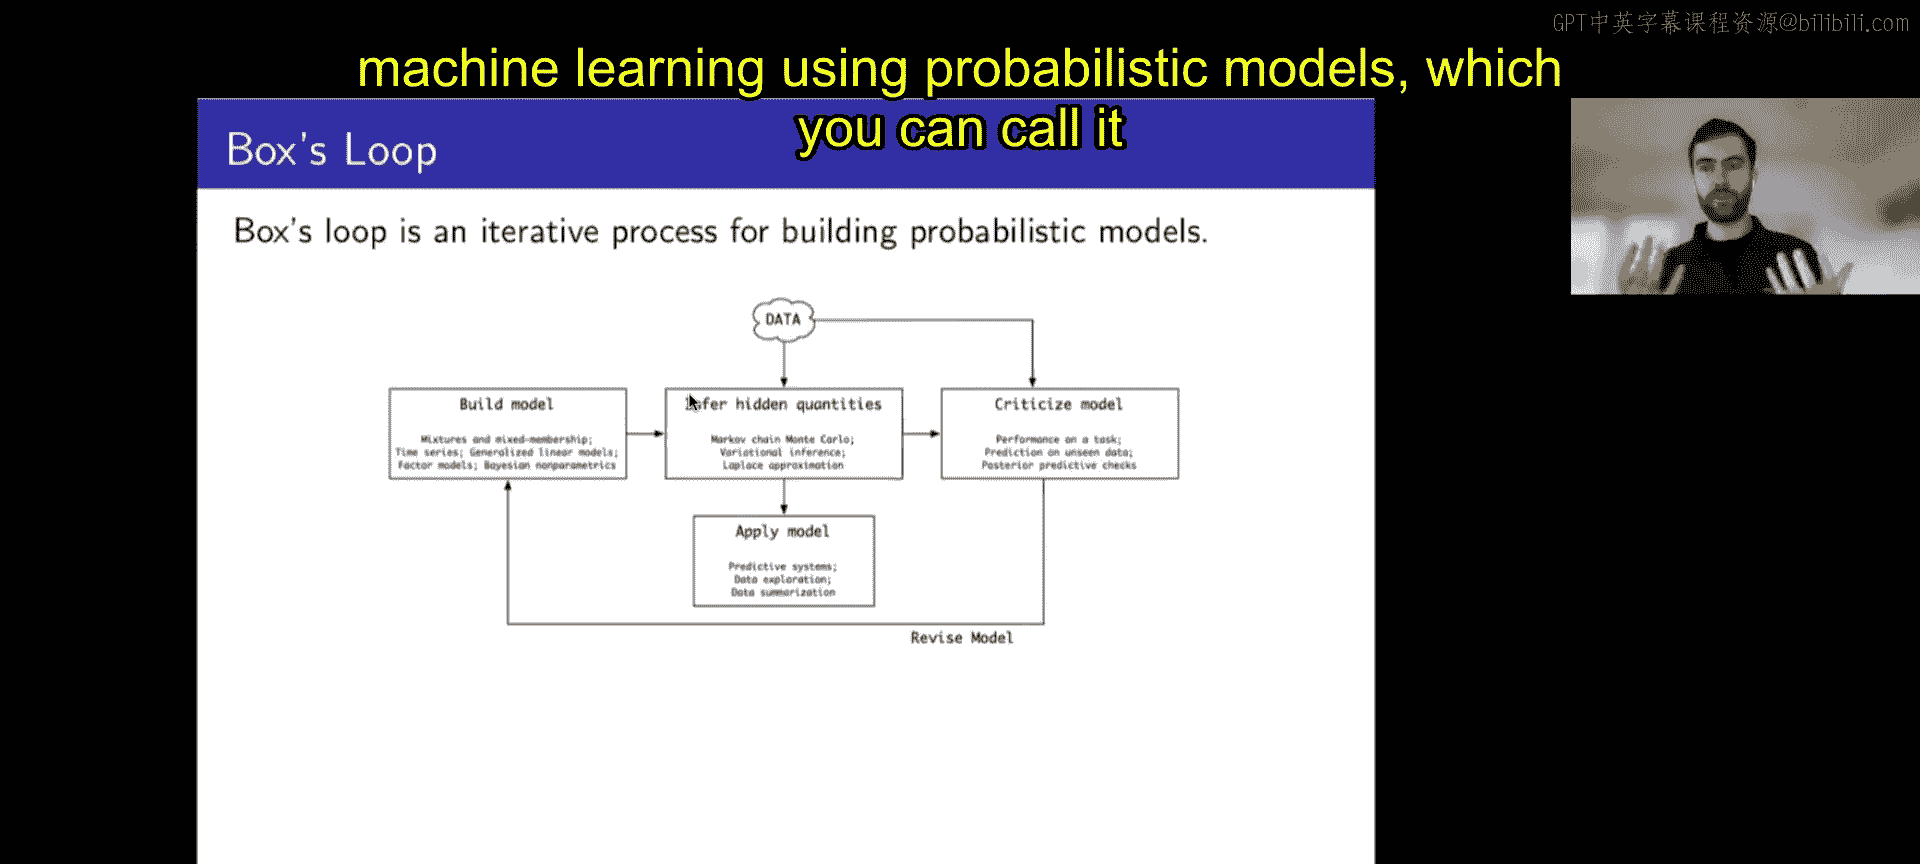 GPT中英字幕课程资源@bilibili.com
machine learning using probabilistic models, which
you can call it
Box's Loop
Box's loop is an iterative process for building probabilistic models.
DATA
Build model
Mixtures and mixed-membership;
Time series; Generalized linear models;
Factor models; Bayesian nonparametrics
Infer hidden quantities
Markov chain Monte Carlo;
Variational inference;
Laplace approximation
Criticize model
Performance on a task;
Prediction on unseen data;
Posterior predictive checks
Apply model
Predictive systems;
Data exploration;
Data summarization
Revise Model